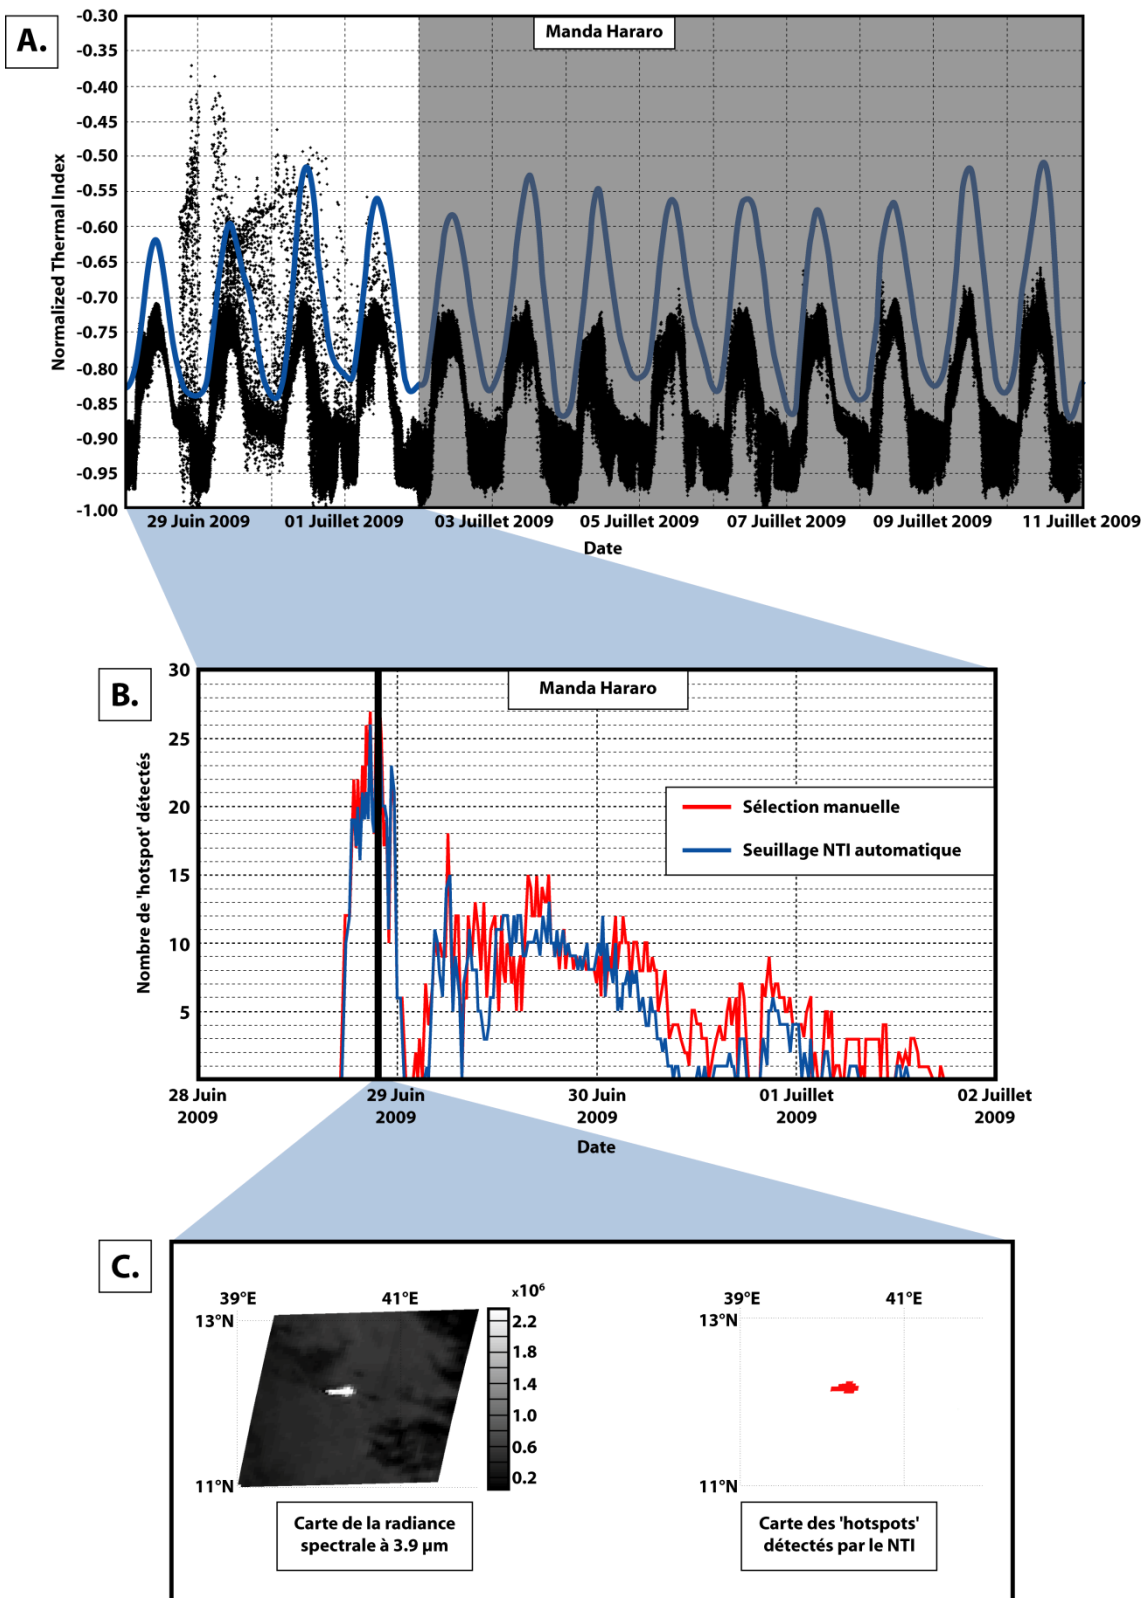 A.
Manda Hararo
Normalized Thermal Index
-0.30
-0.35
-0.40
-0.45
-0.50
-0.55
-0.60
-0.65
-0.70
-0.75
-0.80
-0.85
-0.90
-0.95
-1.00
29 Juin 2009
01 Juillet 2009
03 Juillet 2009
05 Juillet 2009
07 Juillet 2009
09 Juillet 2009
11 Juillet 2009
Date
B.
Manda Hararo
Nombre de 'hotspot' détectés
30
25
20
15
10
5
Sélection manuelle
Seuillage NTI automatique
28 Juin
2009
29 Juin
2009
30 Juin
2009
01 Juillet
2009
02 Juillet
2009
Date
C.
39°E
41°E
13°N
11°N
x10⁶
2.2
1.8
1.4
1.0
0.6
0.2
Carte de la radiance
spectrale à 3.9 µm
39°E
41°E
13°N
11°N
Carte des 'hotspots'
détectés par le NTI